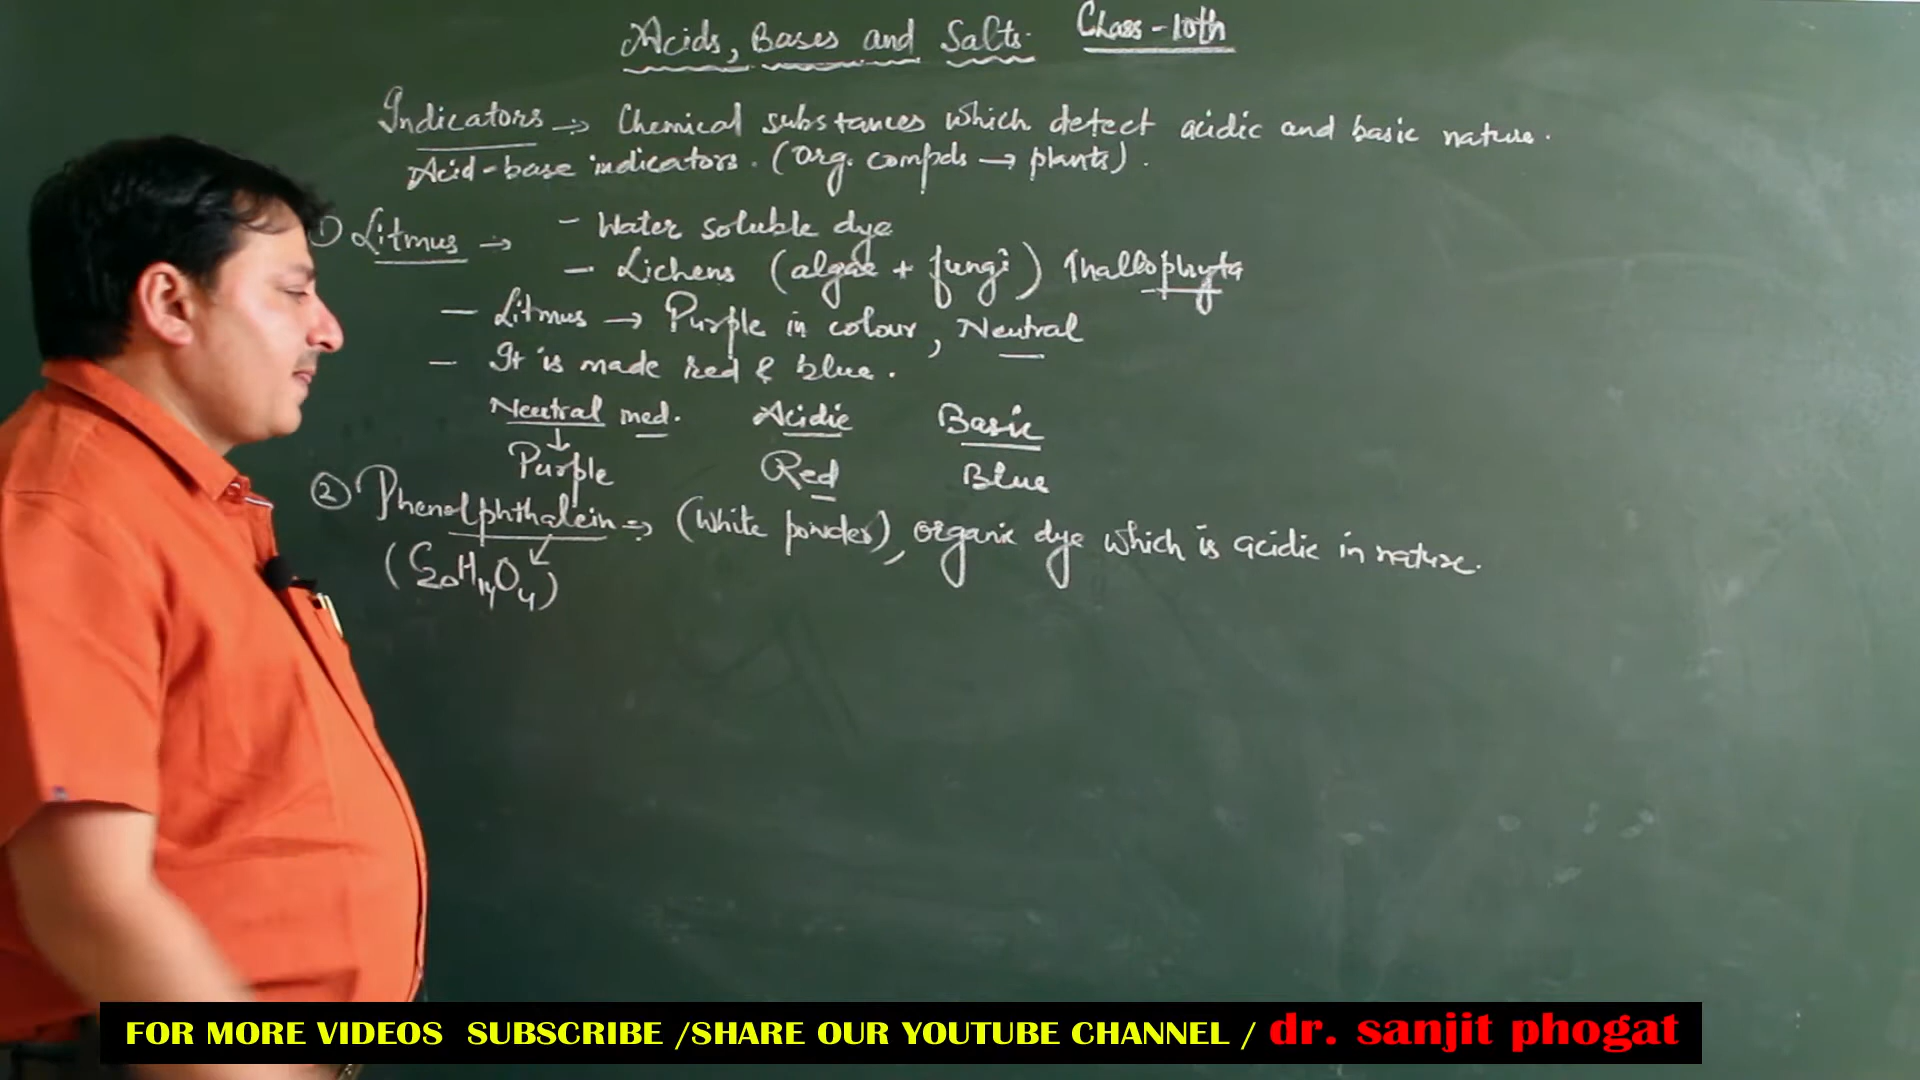 Acids, Bases and Salts. Class-10th
Indicators → Chemical substances which detect acidic and basic nature.
Acid-base indicators. (Org. compds → plants).
① Litmus → - Water soluble dye
- Lichens (algae + fungi) Thallophyta
- Litmus → Purple in colour, Neutral
- It is made red & blue.
Neutral med. Acidic Basic
↓
Purple Red Blue
② Phenolphthalein → (White powder), organic dye which is acidic in nature.
(C₂₀H₁₄O₄)
FOR MORE VIDEOS SUBSCRIBE /SHARE OUR YOUTUBE CHANNEL / dr. sanjit phogat